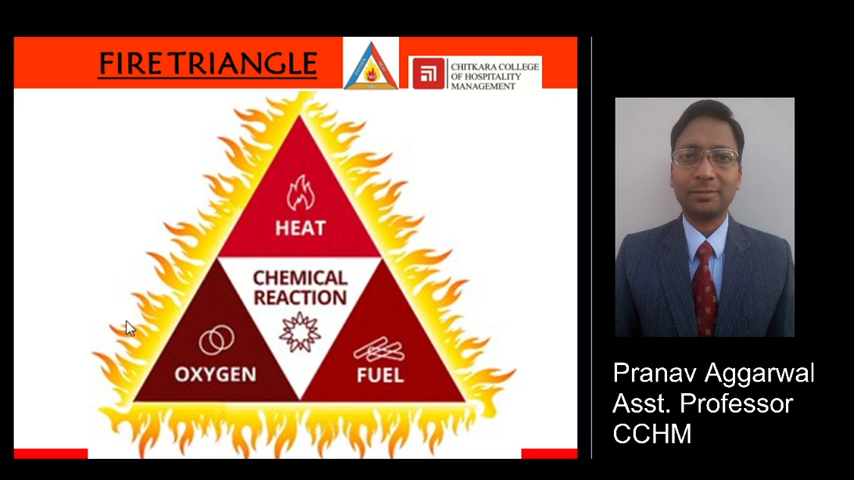 FIRE TRIANGLE
CHITKARA COLLEGE
OF HOSPITALITY
MANAGEMENT
HEAT
CHEMICAL
REACTION
OXYGEN
FUEL
Pranav Aggarwal
Asst. Professor
CCHM